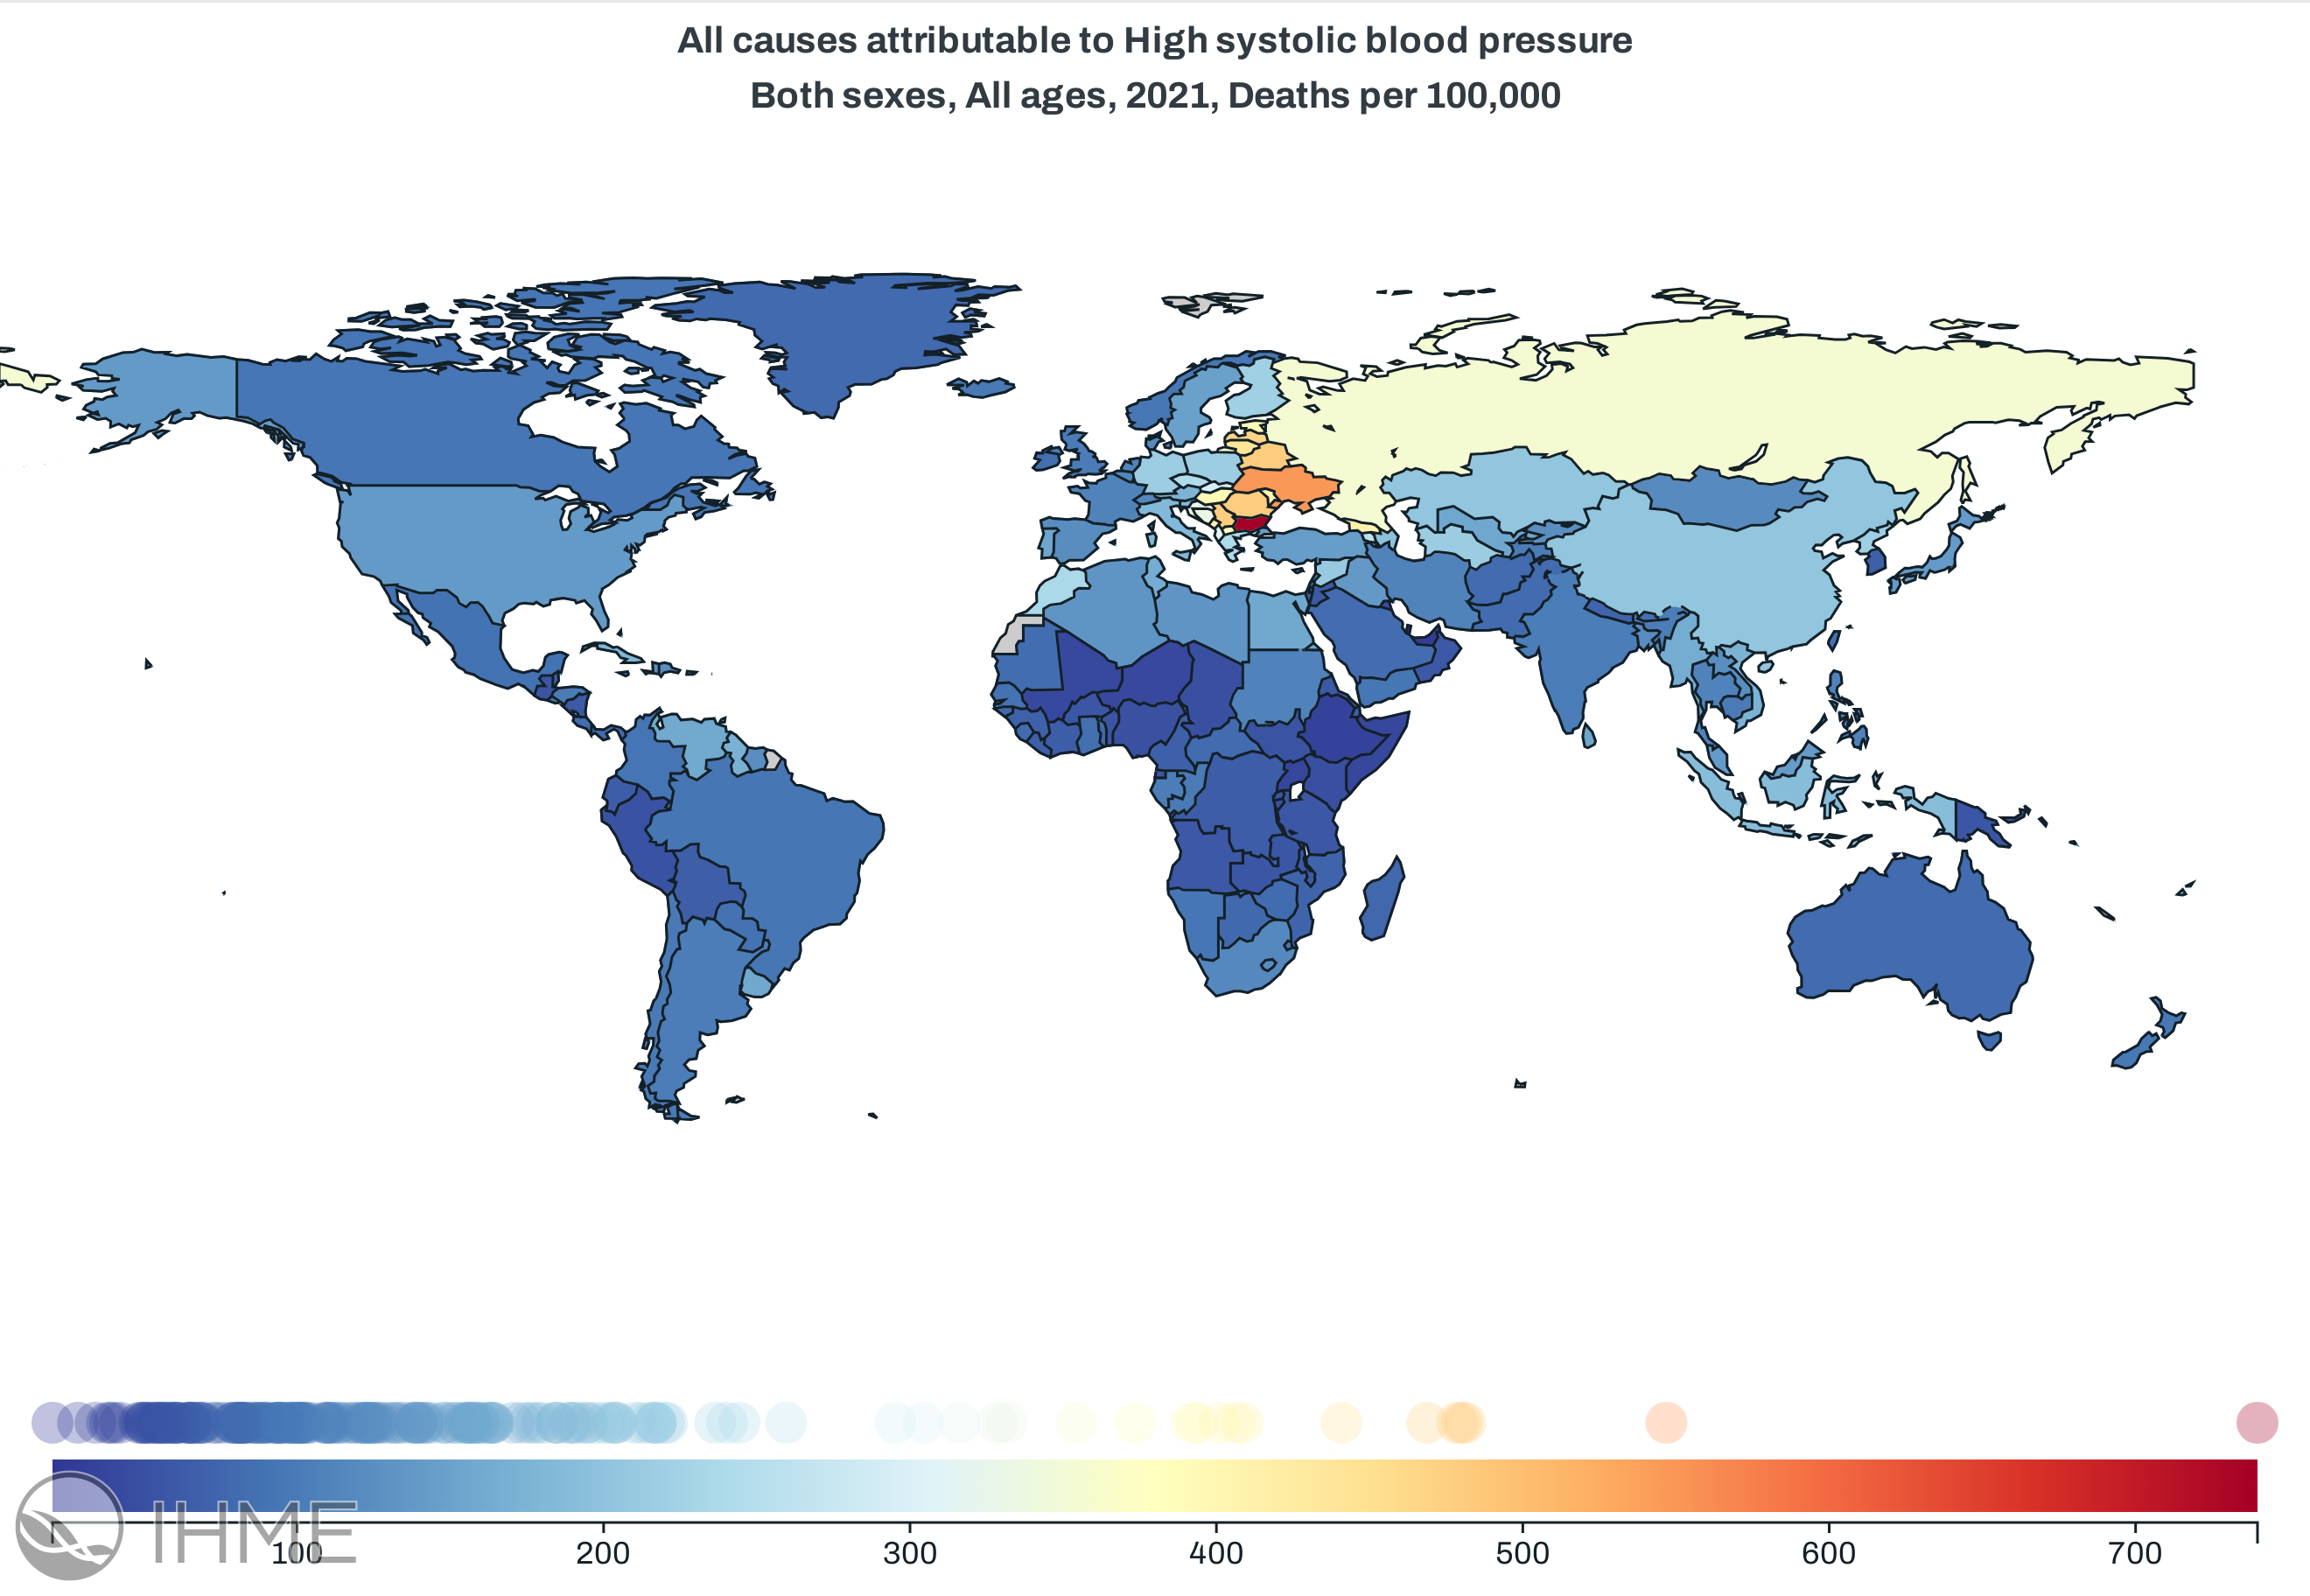 All causes attributable to High systolic blood pressure
Both sexes, All ages, 2021, Deaths per 100,000
IHME
100 200 300 400 500 600 700